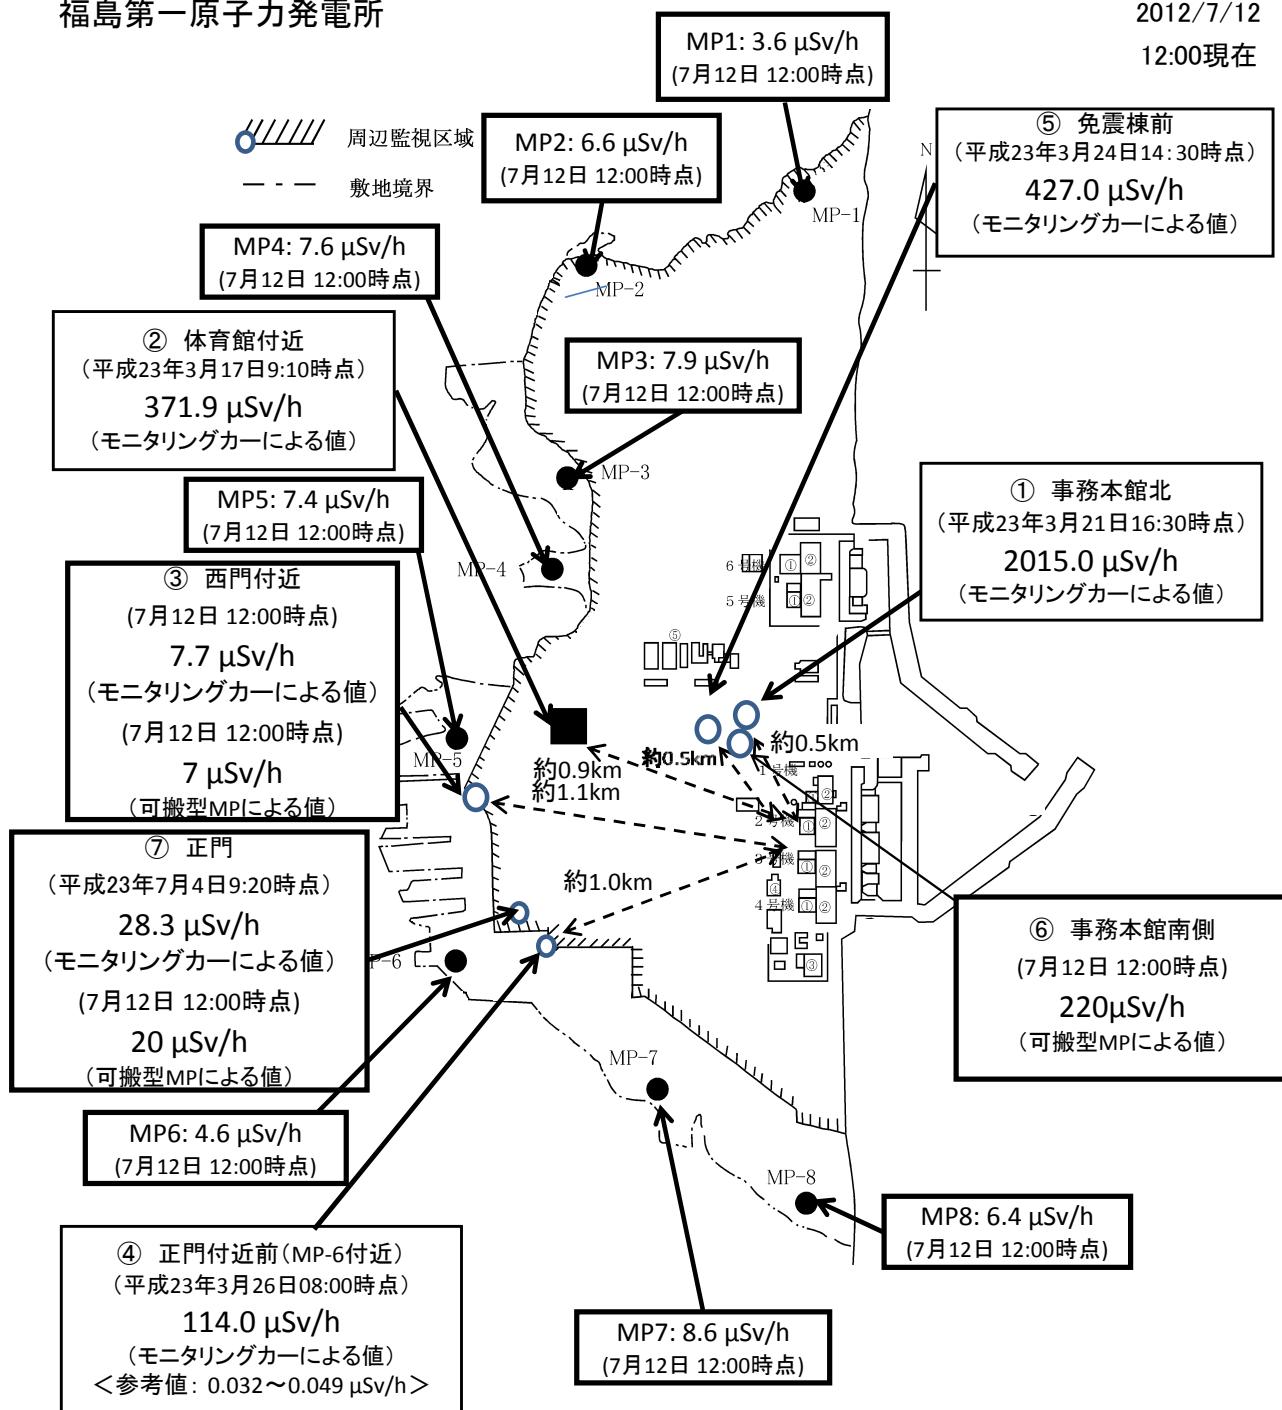 福島第一原子力発電所
2012/7/12
12:00現在
周辺監視区域
敷地境界
MP1: 3.6 μSv/h
(7月12日 12:00時点)
MP2: 6.6 μSv/h
(7月12日 12:00時点)
⑤ 免震棟前
(平成23年3月24日14:30時点)
427.0 μSv/h
(モニタリングカーによる値)
N
MP-1
MP4: 7.6 μSv/h
(7月12日 12:00時点)
MP-2
② 体育館付近
(平成23年3月17日9:10時点)
371.9 μSv/h
(モニタリングカーによる値)
MP3: 7.9 μSv/h
(7月12日 12:00時点)
MP-3
MP5: 7.4 μSv/h
(7月12日 12:00時点)
① 事務本館北
(平成23年3月21日16:30時点)
2015.0 μSv/h
(モニタリングカーによる値)
MP-4
6号機
①
②
5号機
①
②
③ 西門付近
(7月12日 12:00時点)
7.7 μSv/h
(モニタリングカーによる値)
(7月12日 12:00時点)
7 μSv/h
(可搬型MPによる値)
⑤
MP-5
約0.9km
約1.1km
約0.5km
約0.5km
1号機
②
2号機
①
②
3号機
①
②
④
4号機
①
②
③
約1.0km
⑦ 正門
(平成23年7月4日9:20時点)
28.3 μSv/h
(モニタリングカーによる値)
(7月12日 12:00時点)
20 μSv/h
(可搬型MPによる値)
P-6
⑥ 事務本館南側
(7月12日 12:00時点)
220μSv/h
(可搬型MPによる値)
MP-7
MP6: 4.6 μSv/h
(7月12日 12:00時点)
MP-8
MP8: 6.4 μSv/h
(7月12日 12:00時点)
④ 正門付近前(MP-6付近)
(平成23年3月26日08:00時点)
114.0 μSv/h
(モニタリングカーによる値)
＜参考値: 0.032～0.049 μSv/h＞
MP7: 8.6 μSv/h
(7月12日 12:00時点)